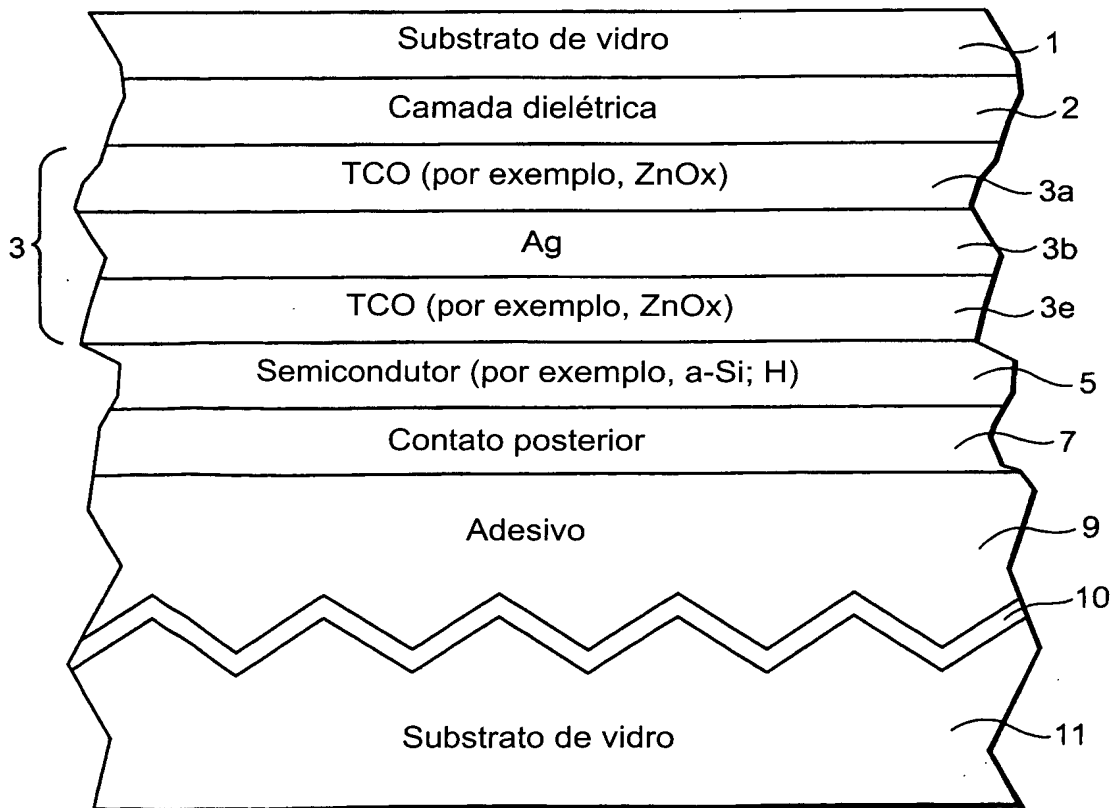 Substrato de vidro 1
Camada dielétrica 2
TCO (por exemplo, ZnOx) 3a
3 Ag 3b
TCO (por exemplo, ZnOx) 3e
Semicondutor (por exemplo, a-Si; H) 5
Contato posterior 7
Adesivo 9
10
Substrato de vidro 11